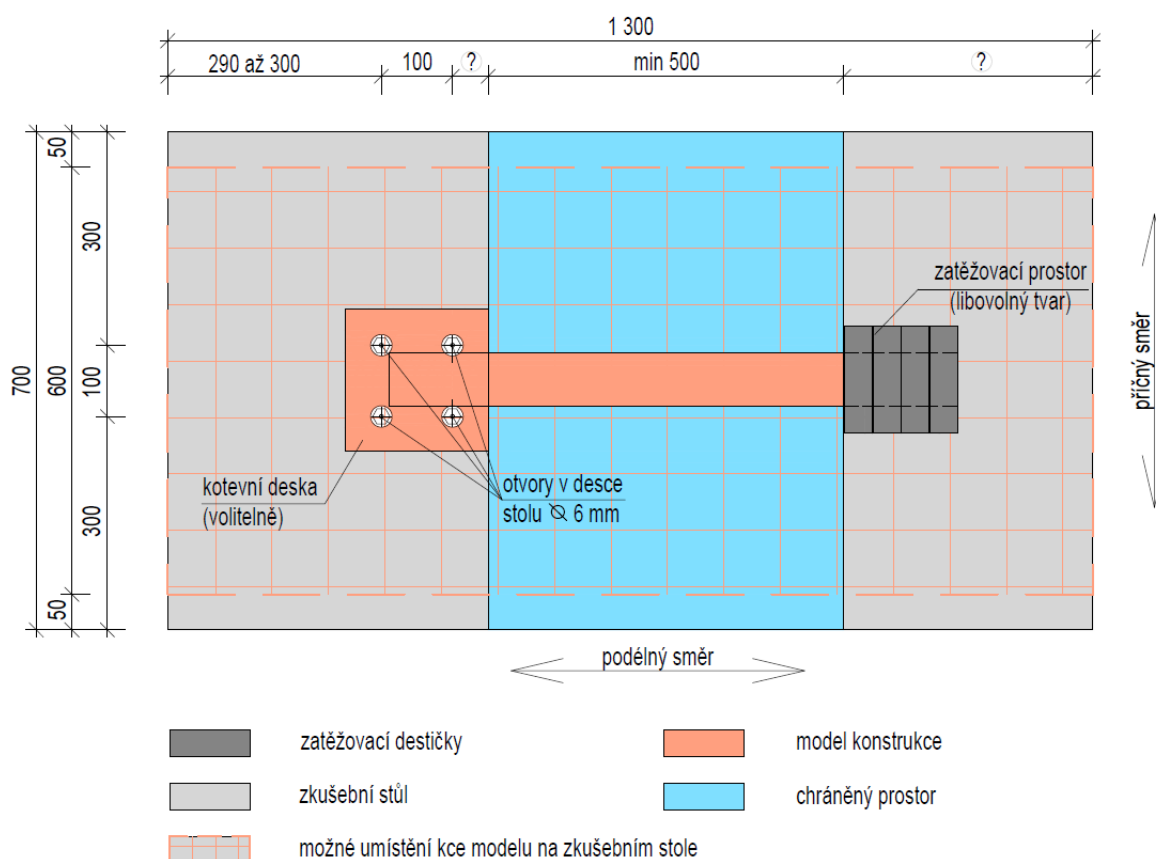 1 300
290 až 300
100
?
min 500
?
50
300
700
600
100
300
50
zatěžovací prostor
(libovolný tvar)
příčný směr
kotevní deska
(volitelně)
otvory v desce
stolu ⌀ 6 mm
podélný směr
zatěžovací destičky
model konstrukce
zkušební stůl
chráněný prostor
možné umístění kce modelu na zkušebním stole